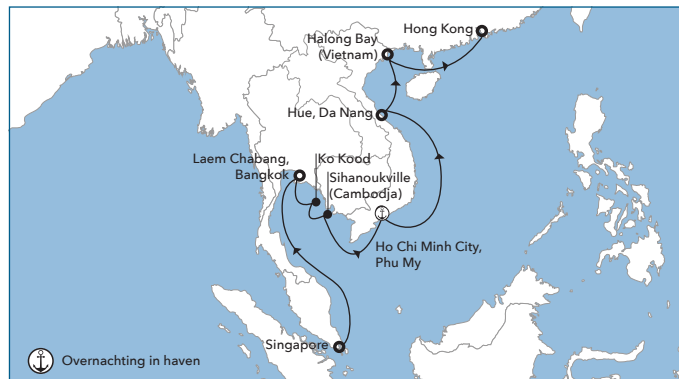 Hong Kong
Halong Bay
(Vietnam)
Hue, Da Nang
Laem Chabang,
Bangkok
Ko Kood
Sihanoukville
(Cambodja)
Ho Chi Minh City,
Phu My
Singapore
Overnachting in haven